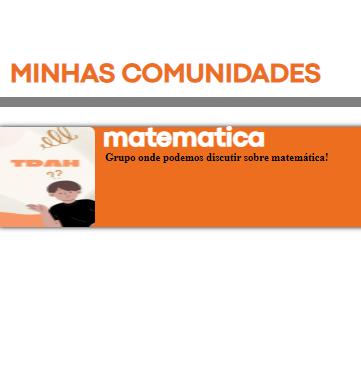 MINHAS COMUNIDADES
matematica
Grupo onde podemos discutir sobre matemática!
TDAH
??